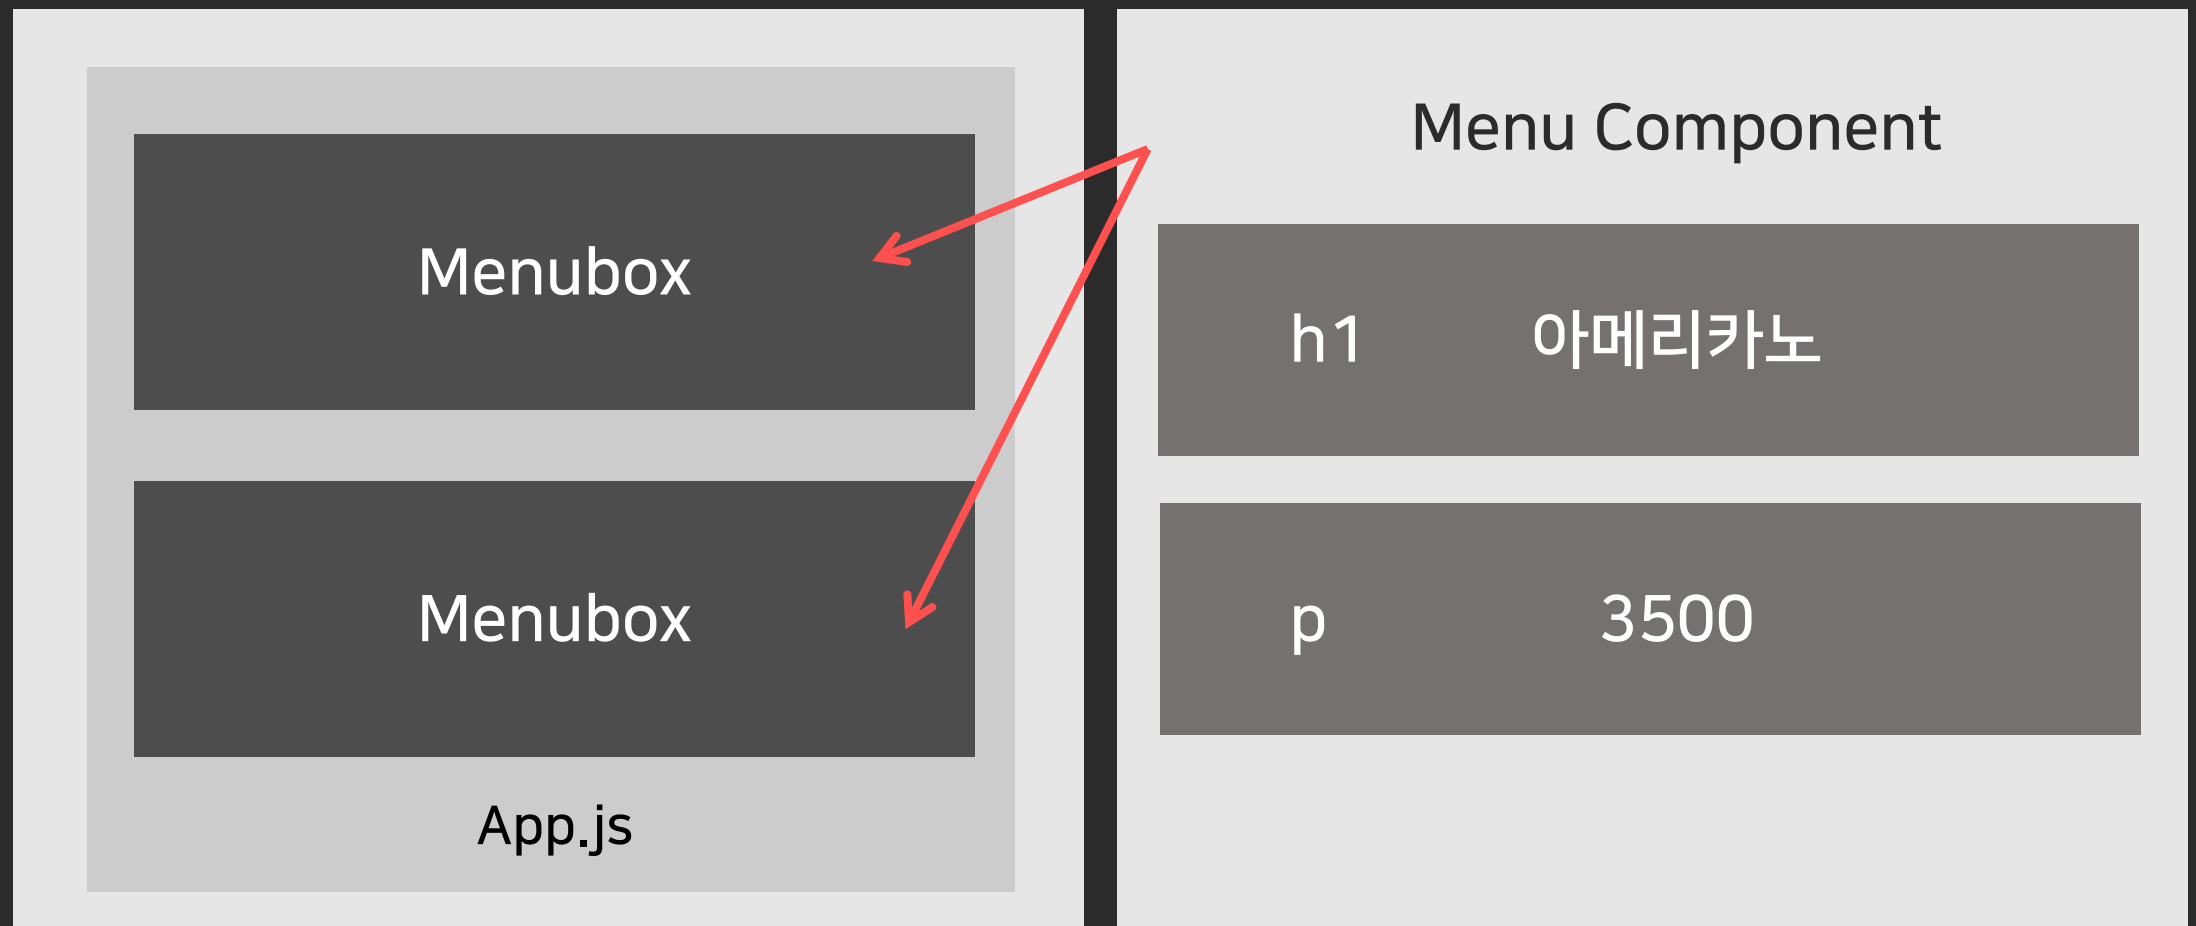 Menubox
Menubox
App.js
Menu Component
h1 아메리카노
p 3500